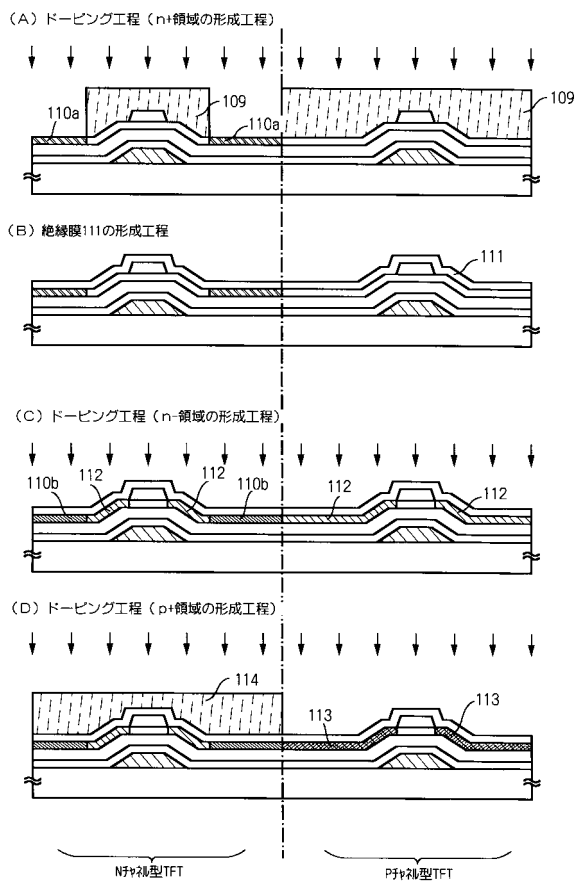 (A)ドーピング工程(n+領域の形成工程)
109
109
110a
110a
(B)絶縁膜111の形成工程
111
(C)ドーピング工程(n-領域の形成工程)
110b
112
112
110b
112
112
(D)ドーピング工程(p+領域の形成工程)
114
113
113
Nチャネル型TFT
Pチャネル型TFT